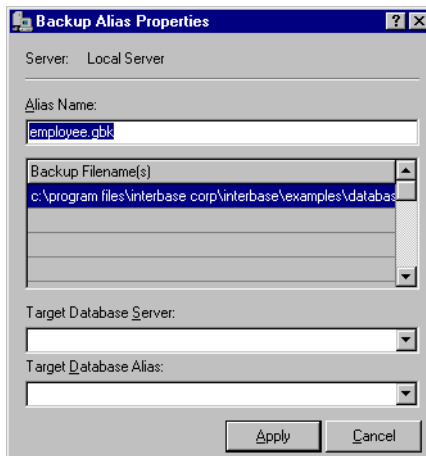 Backup Alias Properties
Server: Local Server
Alias Name:
employee.gbk
Backup Filename(s)
c:\program files\interbase corp\interbase\examples\databas
Target Database Server:
Target Database Alias:
Apply Cancel